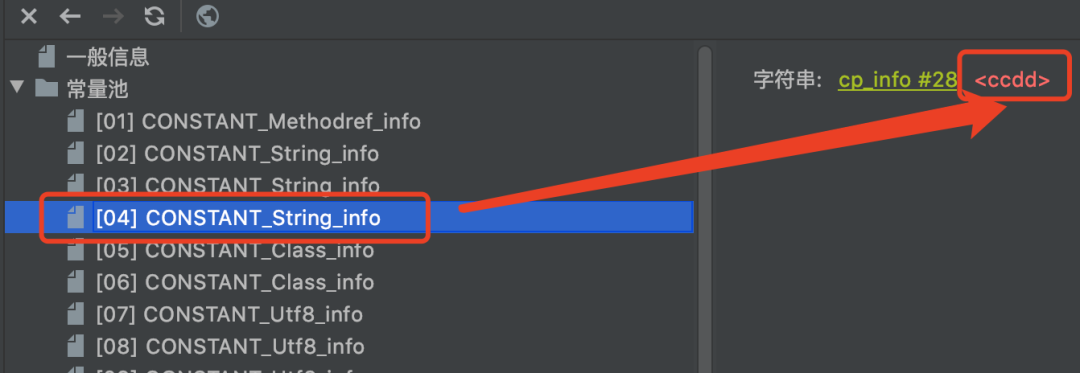 一般信息
常量池
[01] CONSTANT_Methodref_info
[02] CONSTANT_String_info
[03] CONSTANT_String_info
[04] CONSTANT_String_info
[05] CONSTANT_Class_info
[06] CONSTANT_Class_info
[07] CONSTANT_Utf8_info
[08] CONSTANT_Utf8_info
字符串: cp_info #28 <ccdd>